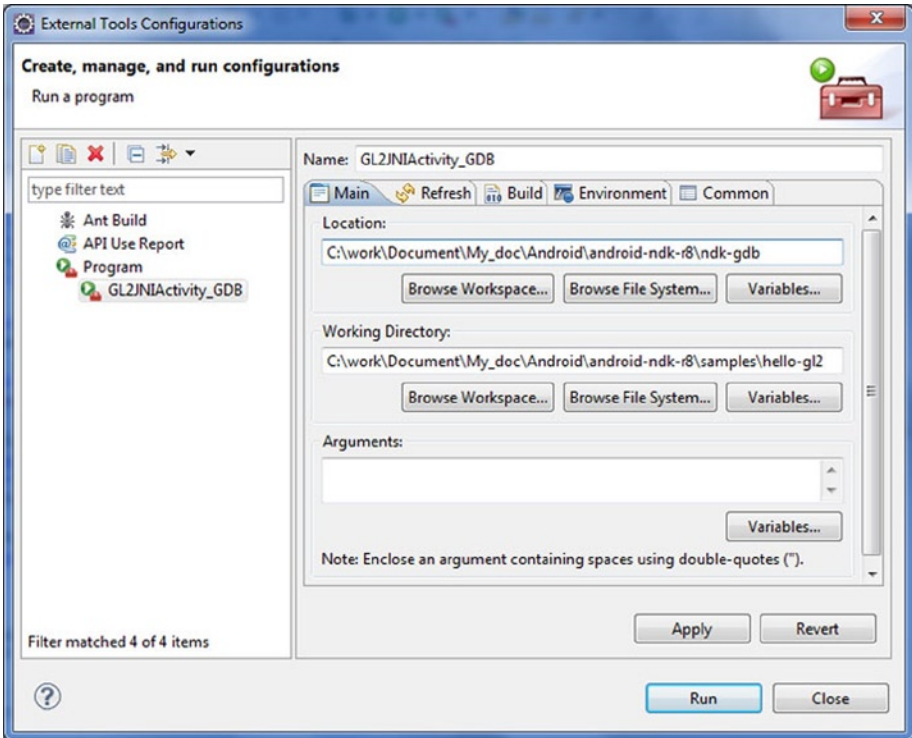 External Tools Configurations
Create, manage, and run configurations
Run a program
type filter text
Ant Build
API Use Report
Program
GL2JNIActivity_GDB
Filter matched 4 of 4 items
Name: GL2JNIActivity_GDB
Main Refresh Build Environment Common
Location:
C:\work\Document\My_doc\Android\android-ndk-r8\ndk-gdb
Browse Workspace... Browse File System... Variables...
Working Directory:
C:\work\Document\My_doc\Android\android-ndk-r8\samples\hello-gl2
Browse Workspace... Browse File System... Variables...
Arguments:
Variables...
Note: Enclose an argument containing spaces using double-quotes (").
Apply Revert
Run Close